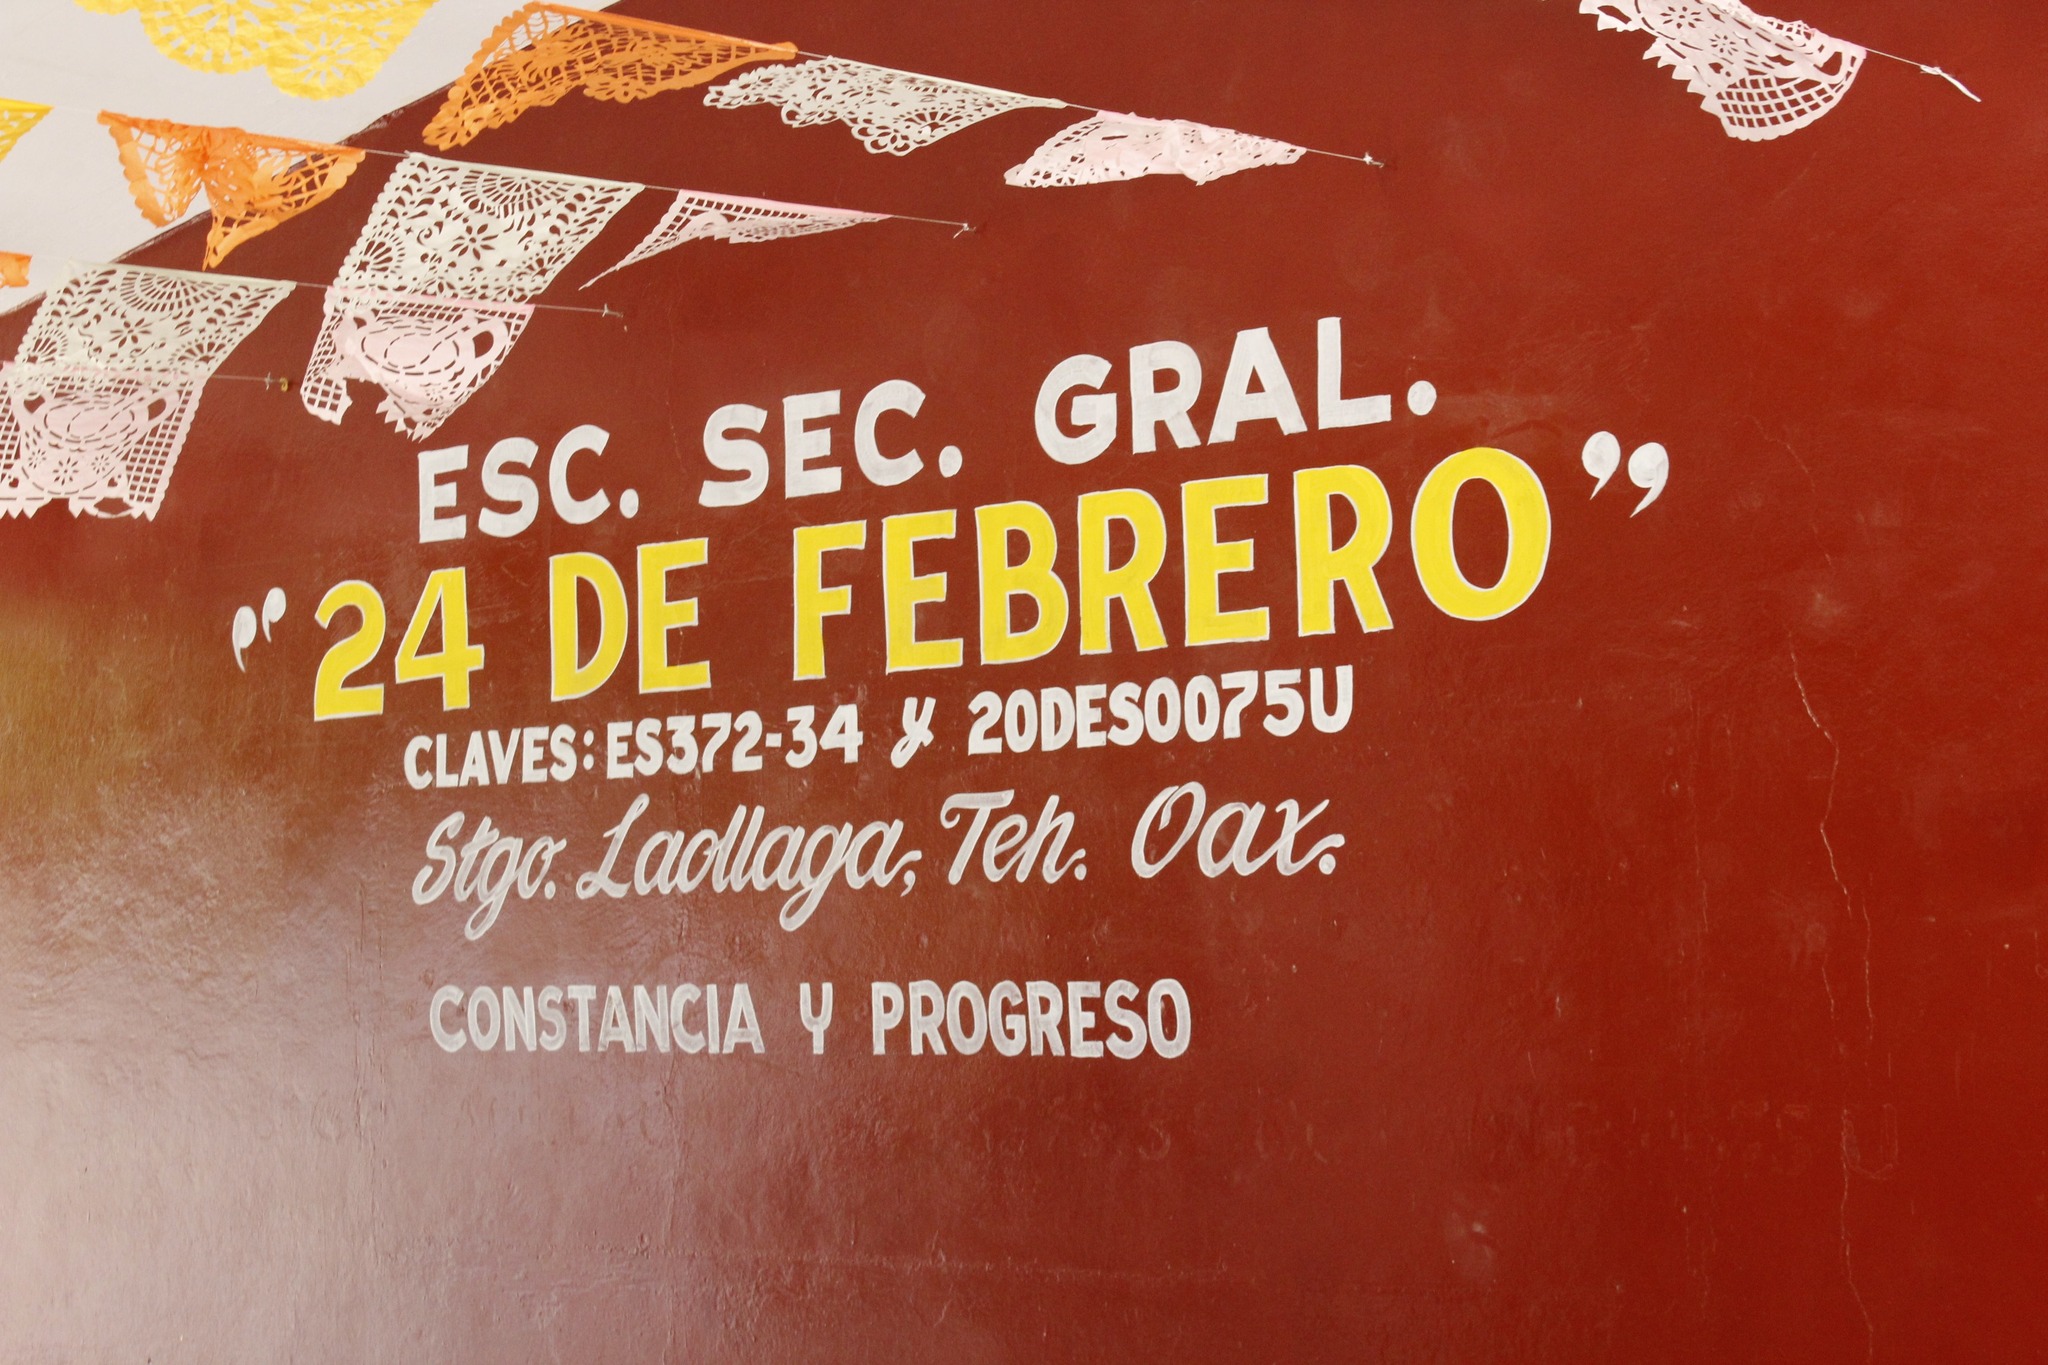 ESC. SEC. GRAL.
"24 DE FEBRERO"
CLAVES: ES372-34 y 20DES0075U
Stgo. Laollaga, Teh. Oax.
CONSTANCIA Y PROGRESO